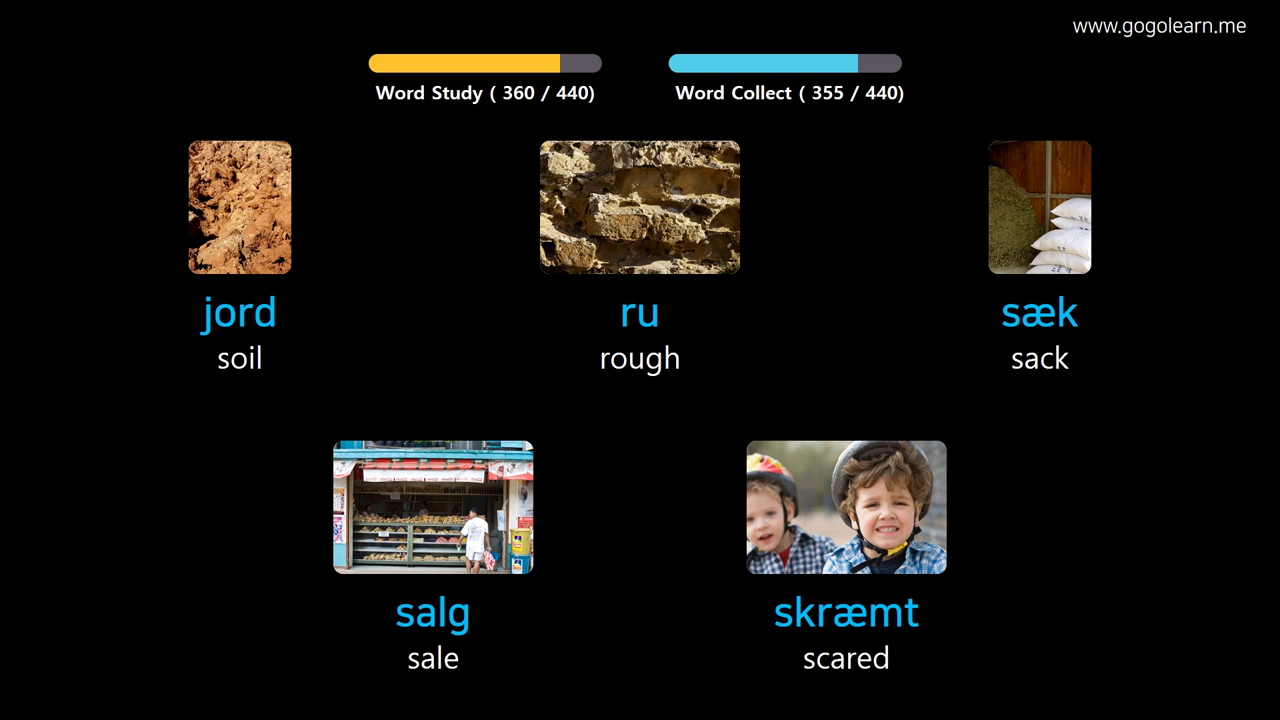 www.gogolearn.me
Word Study ( 360 / 440)
Word Collect ( 355 / 440)
jord
soil
ru
rough
sæk
sack
salg
sale
skræmt
scared